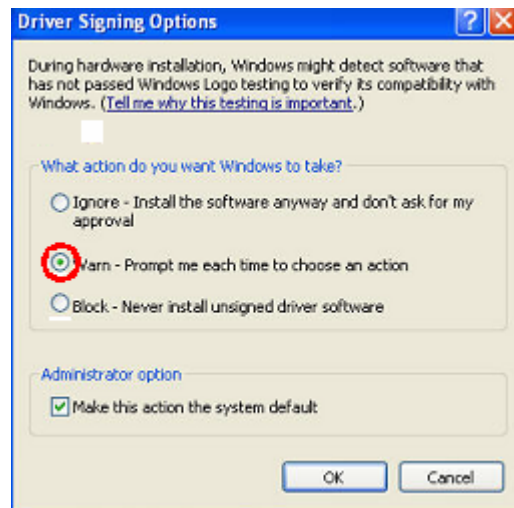 Driver Signing Options
During hardware installation, Windows might detect software that
has not passed Windows Logo testing to verify its compatibility with
Windows. (Tell me why this testing is important.)
What action do you want Windows to take?
Ignore - Install the software anyway and don't ask for my
approval
Warn - Prompt me each time to choose an action
Block - Never install unsigned driver software
Administrator option
Make this action the system default
OK Cancel